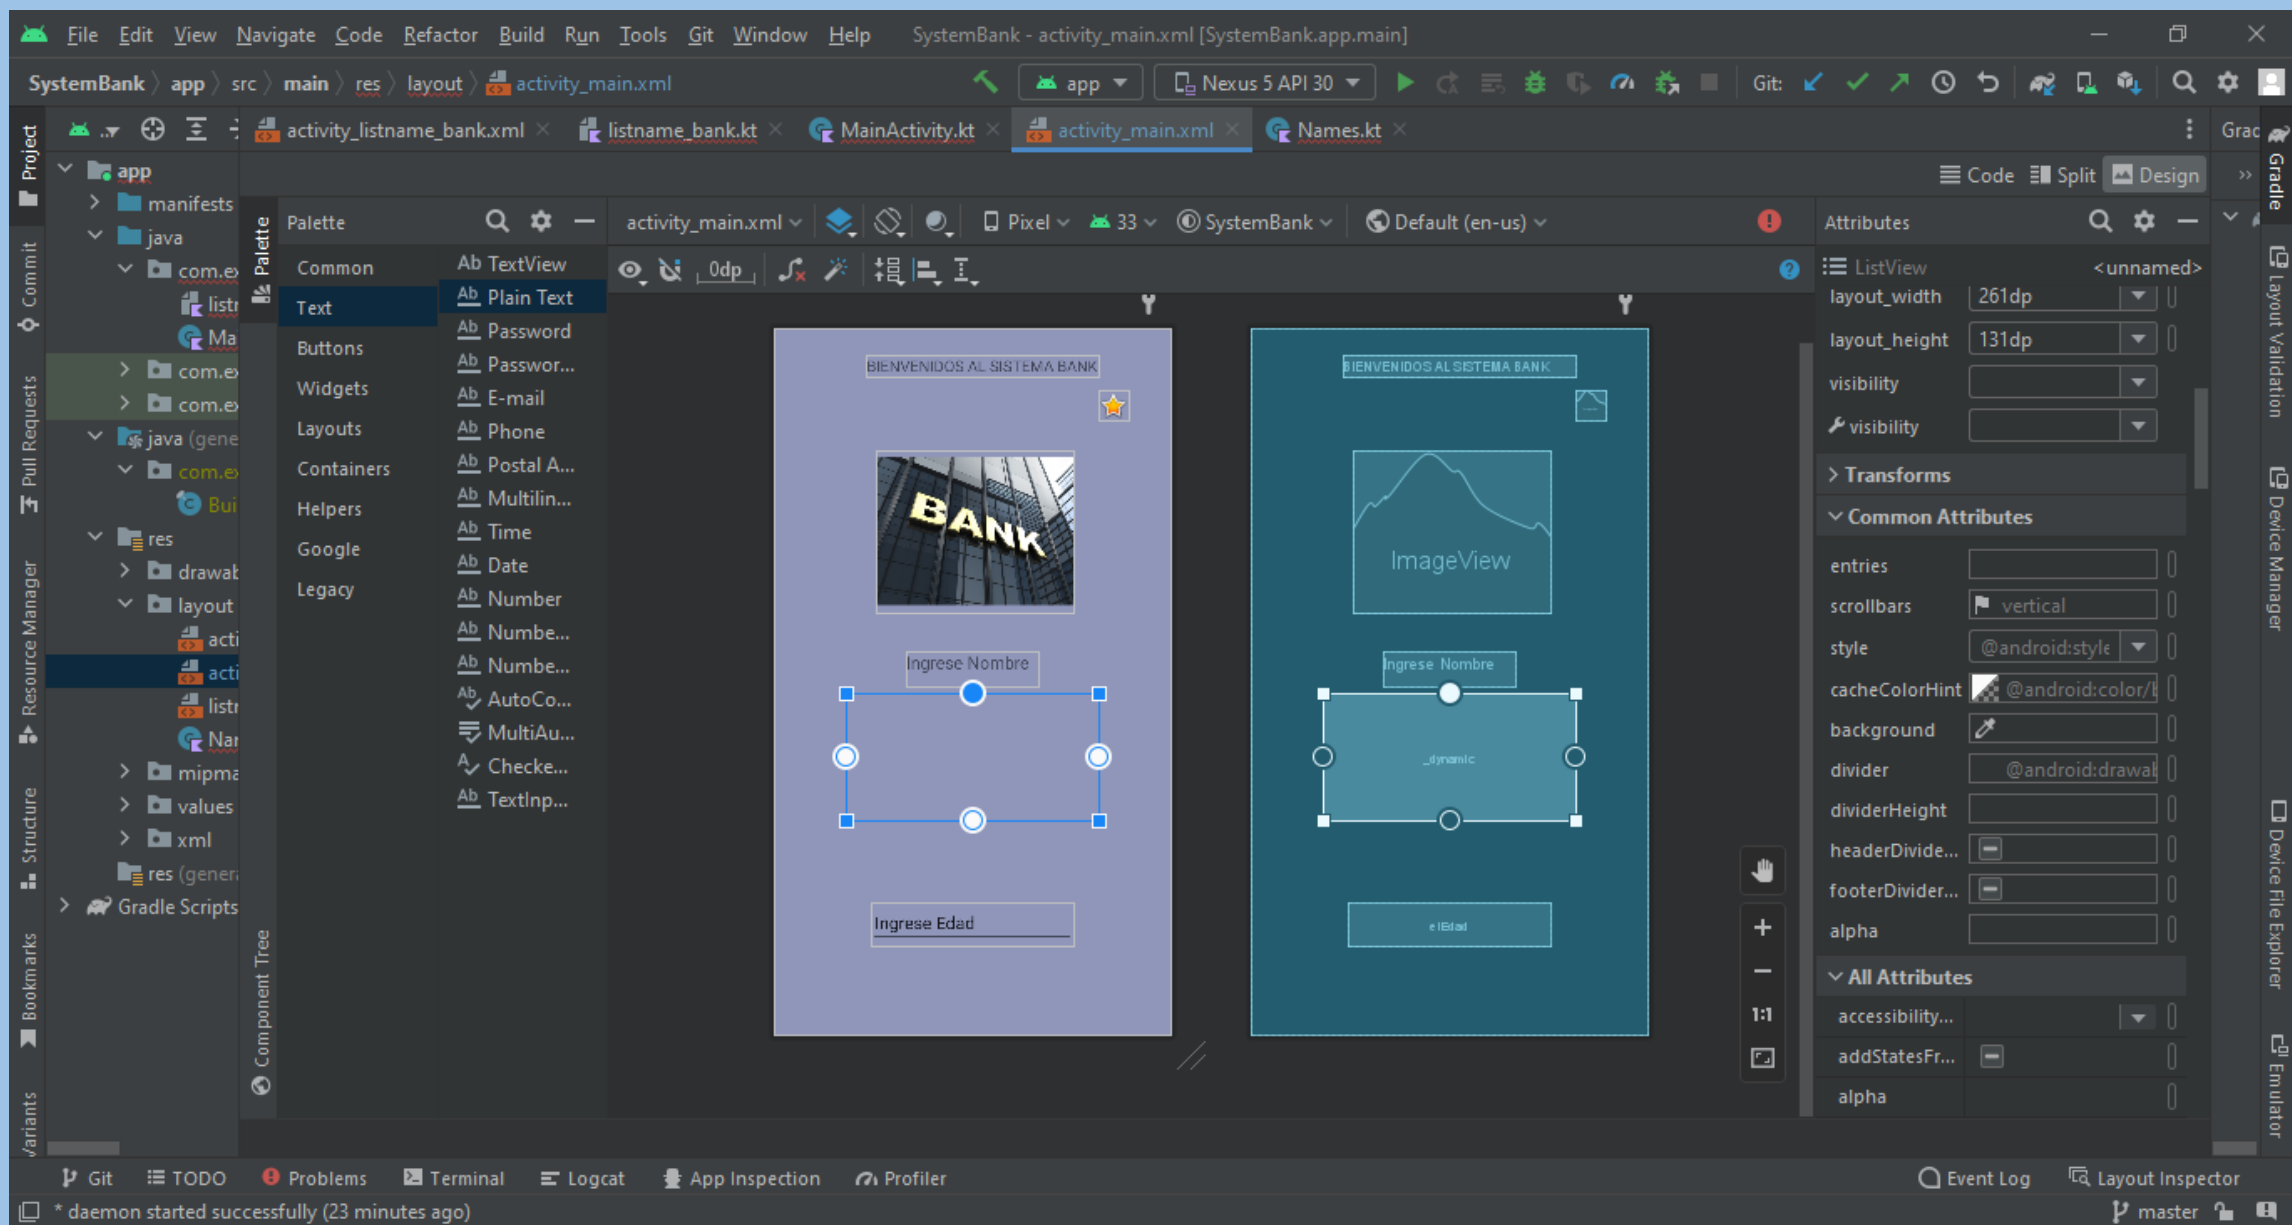 File Edit View Navigate Code Refactor Build Run Tools Git Window Help SystemBank - activity_main.xml [SystemBank.app.main]
SystemBank app src main res layout activity_main.xml app Nexus 5 API 30 Git:
activity_listname_bank.xml listname_bank.kt MainActivity.kt activity_main.xml Names.kt Grad
Code Split Design
Project
Commit
Pull Requests
Resource Manager
Structure
Bookmarks
Variants
app
manifests
java
com.ex
listr
Ma
com.ex
com.ex
java (gene
com.ex
Bui
res
drawab
layout
acti
acti
listr
Nar
mipma
values
xml
res (genera
Gradle Scripts
Palette
Component Tree
Palette
Common
Text
Buttons
Widgets
Layouts
Containers
Helpers
Google
Legacy
Ab TextView
Ab Plain Text
Ab Password
Ab Passwor...
Ab E-mail
Ab Phone
Ab Postal A...
Ab Multilin...
Ab Time
Ab Date
Ab Number
Ab Numbe...
Ab Numbe...
Ab AutoCo...
MultiAu...
A Checke...
Ab TextInp...
activity_main.xml Pixel 33 SystemBank Default (en-us)
0dp
BIENVENIDOS AL SISTEMA BANK
BANK
Ingrese Nombre
Ingrese Edad
BIENVENIDOS AL SISTEMA BANK
ImageView
Ingrese Nombre
_dynamic
etEdad
1:1
Attributes
ListView <unnamed>
layout_width 261dp
layout_height 131dp
visibility
visibility
Transforms
Common Attributes
entries
scrollbars vertical
style @android:style
cacheColorHint @android:color/b
background
divider @android:drawab
dividerHeight
headerDivide...
footerDivider...
alpha
All Attributes
accessibility...
addStatesFr...
alpha
Gradle
Layout Validation
Device Manager
Device File Explorer
Emulator
Git TODO Problems Terminal Logcat App Inspection Profiler Event Log Layout Inspector
* daemon started successfully (23 minutes ago) master